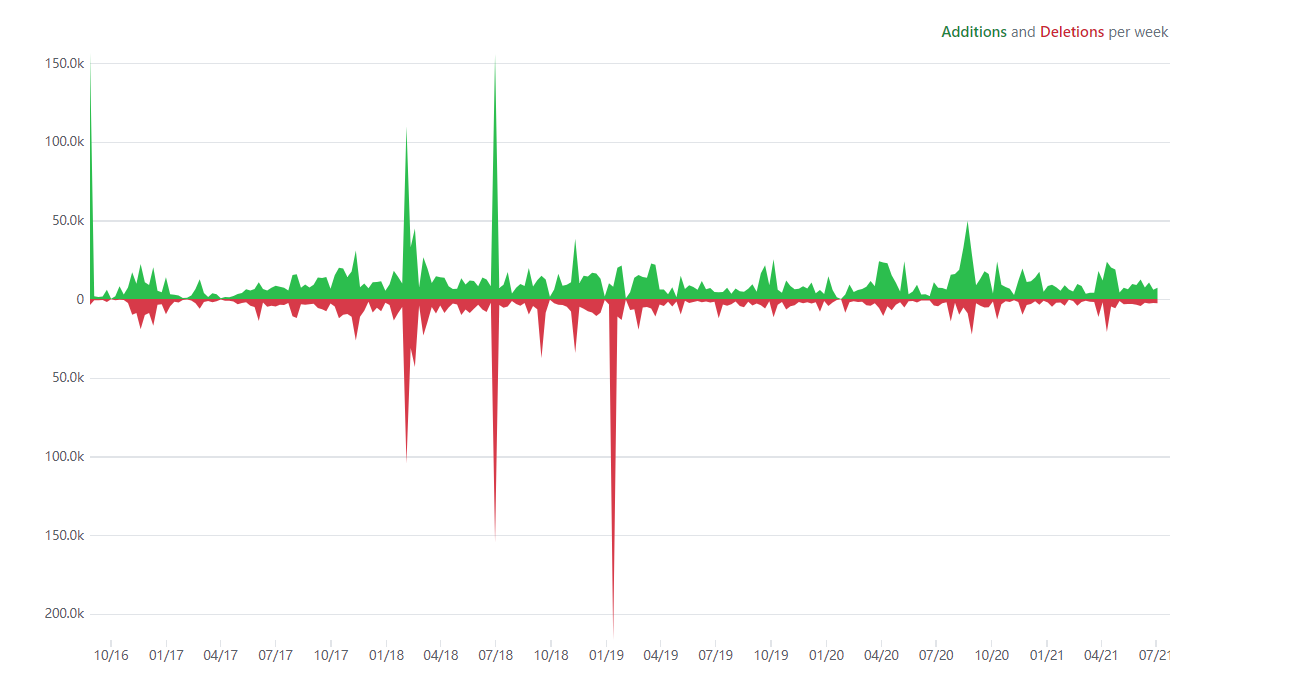 Additions and Deletions per week
150.0k
100.0k
50.0k
0
50.0k
100.0k
150.0k
200.0k
10/16 01/17 04/17 07/17 10/17 01/18 04/18 07/18 10/18 01/19 04/19 07/19 10/19 01/20 04/20 07/20 10/20 01/21 04/21 07/21